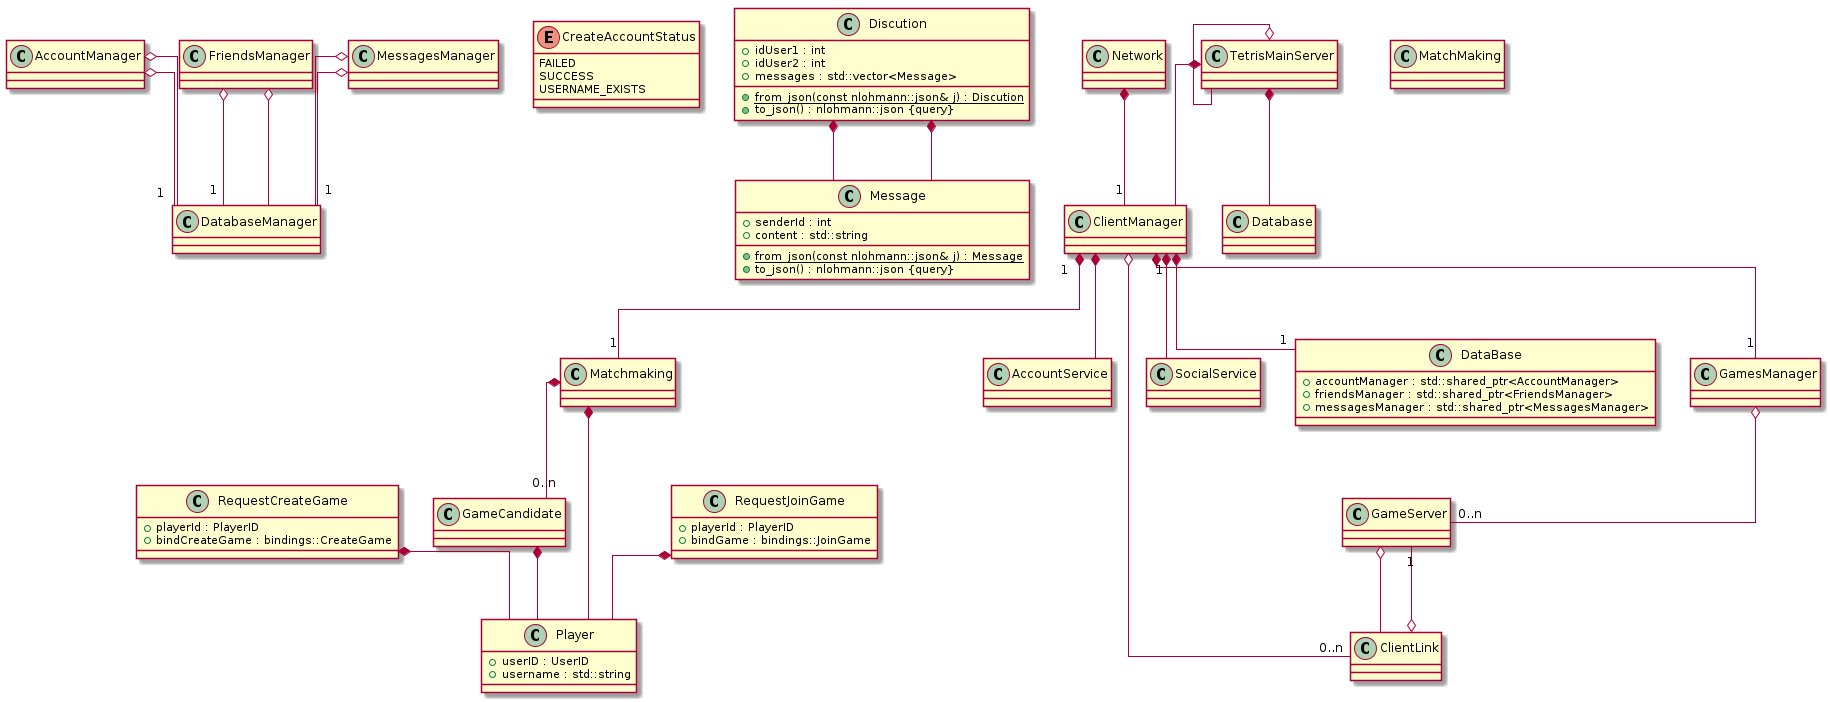 C AccountManager
C FriendsManager
C MessagesManager
E CreateAccountStatus
FAILED
SUCCESS
USERNAME_EXISTS
C Discution
idUser1 : int
idUser2 : int
messages : std::vector<Message>
from_json(const nlohmann::json& j) : Discution
to_json() : nlohmann::json {query}
C Network
C TetrisMainServer
C MatchMaking
1
1
1
C DatabaseManager
C Message
senderId : int
content : std::string
from_json(const nlohmann::json& j) : Message
to_json() : nlohmann::json {query}
1
C ClientManager
C Database
1
1
1
C Matchmaking
C AccountService
C SocialService
1
C DataBase
accountManager : std::shared_ptr<AccountManager>
friendsManager : std::shared_ptr<FriendsManager>
messagesManager : std::shared_ptr<MessagesManager>
1
C GamesManager
C RequestCreateGame
playerId : PlayerID
bindCreateGame : bindings::CreateGame
0..n
C GameCandidate
C RequestJoinGame
playerId : PlayerID
bindGame : bindings::JoinGame
C GameServer
0..n
1
C Player
userID : UserID
username : std::string
0..n
C ClientLink